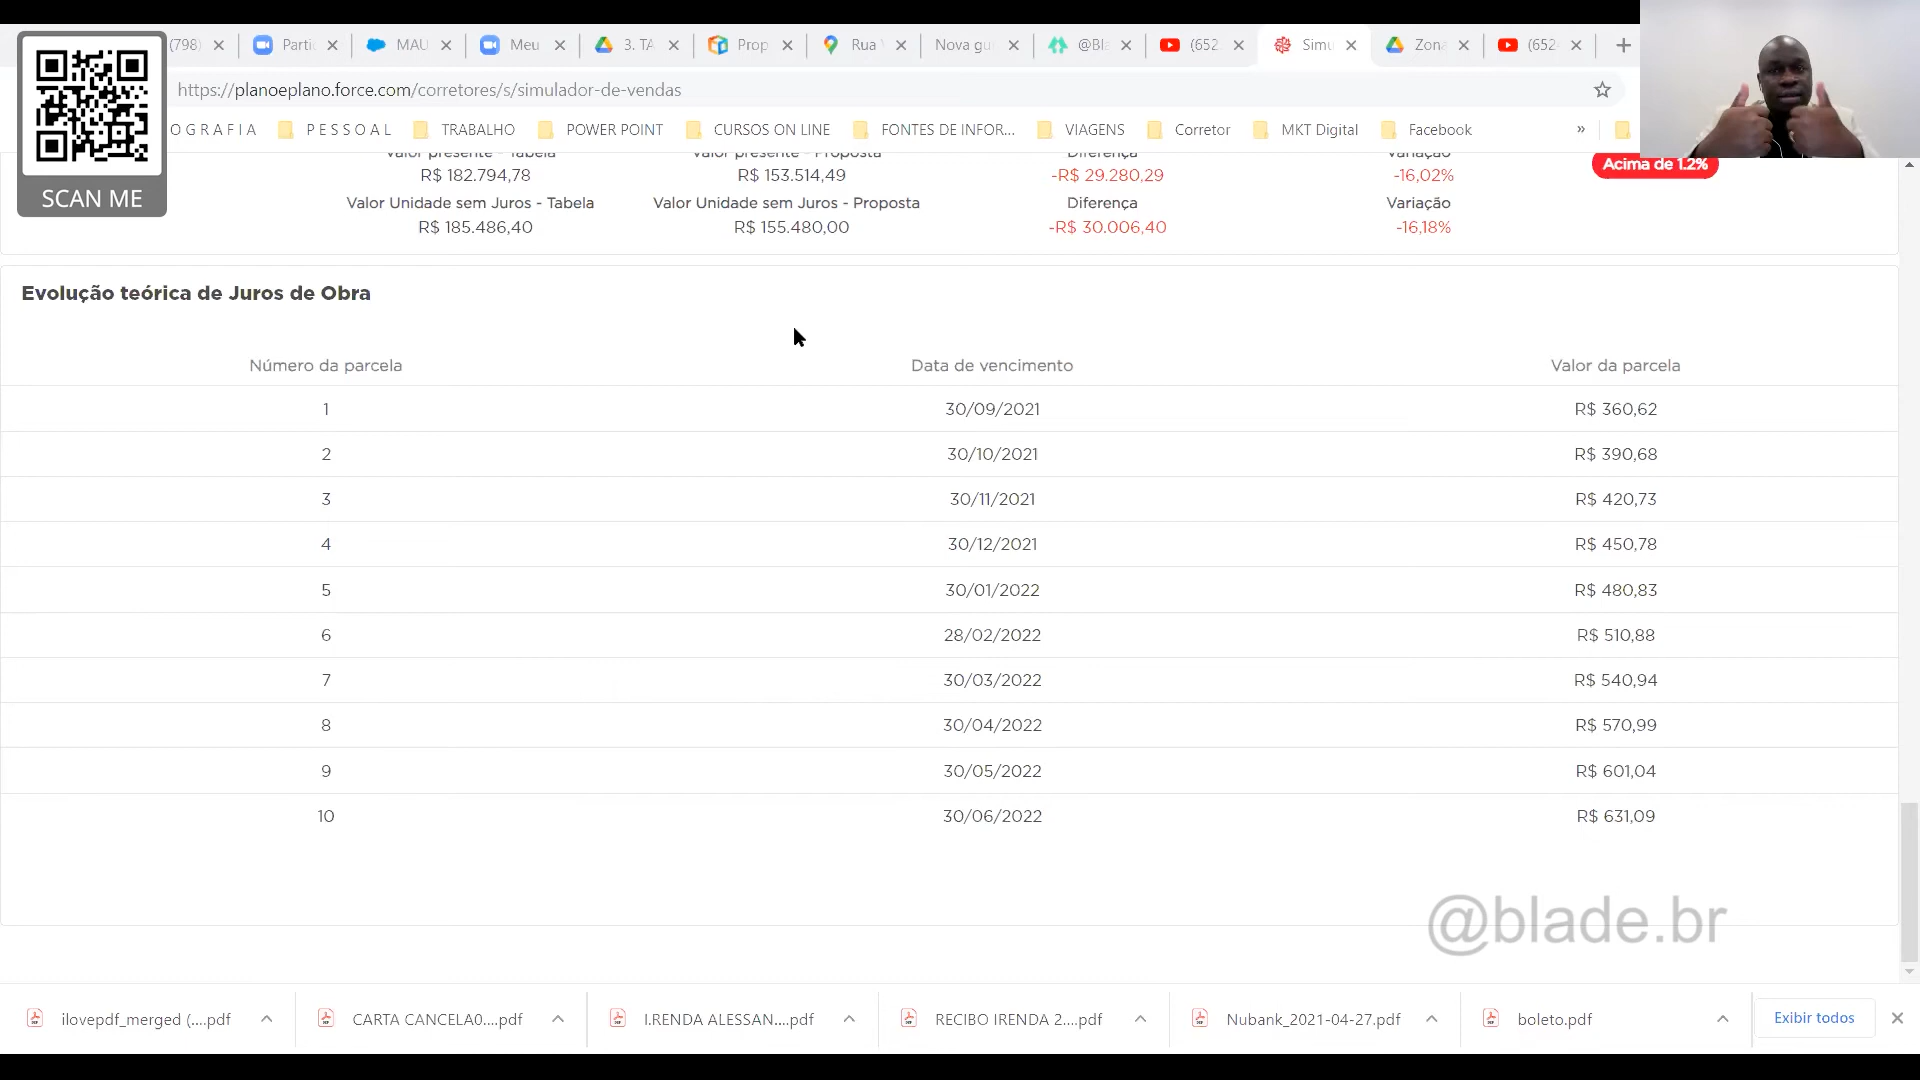 (798)
Parti
MAU
Meu
3. TA
Prop
Rua
Nova gu
@Bla
(652
Simu
Zona
(652
https://planoeplano.force.com/corretores/s/simulador-de-vendas
O G R A F I A
P E S S O A L
TRABALHO
POWER POINT
CURSOS ON LINE
FONTES DE INFOR...
VIAGENS
Corretor
MKT Digital
Facebook
»
SCAN ME
Valor presente - Tabela
Valor presente - Proposta
Diferença
Variação
Acima de 1.2%
R$ 182.794,78
R$ 153.514,49
-R$ 29.280,29
-16,02%
Valor Unidade sem Juros - Tabela
Valor Unidade sem Juros - Proposta
Diferença
Variação
R$ 185.486,40
R$ 155.480,00
-R$ 30.006,40
-16,18%
Evolução teórica de Juros de Obra
Número da parcela
Data de vencimento
Valor da parcela
1
30/09/2021
R$ 360,62
2
30/10/2021
R$ 390,68
3
30/11/2021
R$ 420,73
4
30/12/2021
R$ 450,78
5
30/01/2022
R$ 480,83
6
28/02/2022
R$ 510,88
7
30/03/2022
R$ 540,94
8
30/04/2022
R$ 570,99
9
30/05/2022
R$ 601,04
10
30/06/2022
R$ 631,09
@blade.br
ilovepdf_merged (....pdf
CARTA CANCELA0....pdf
I.RENDA ALESSAN....pdf
RECIBO IRENDA 2....pdf
Nubank_2021-04-27.pdf
boleto.pdf
Exibir todos